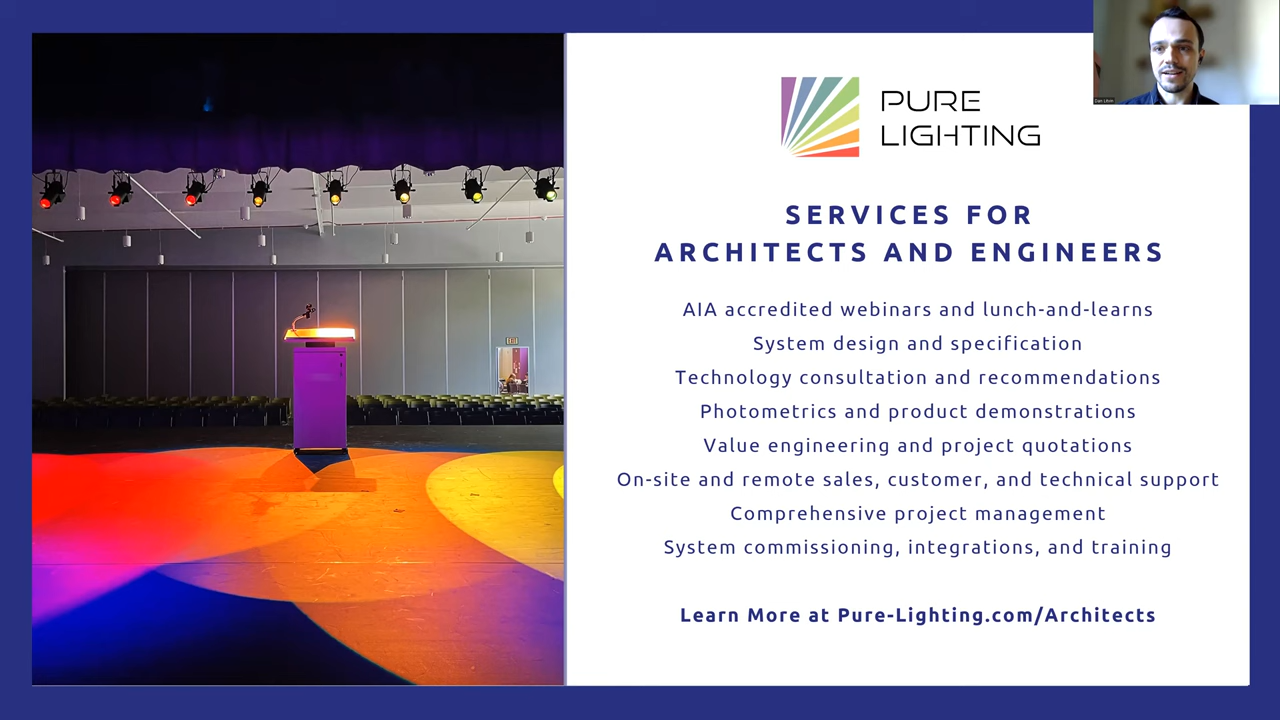 PURE
LIGHTING
SERVICES FOR
ARCHITECTS AND ENGINEERS
AIA accredited webinars and lunch-and-learns
System design and specification
Technology consultation and recommendations
Photometrics and product demonstrations
Value engineering and project quotations
On-site and remote sales, customer, and technical support
Comprehensive project management
System commissioning, integrations, and training
Learn More at Pure-Lighting.com/Architects
EXIT